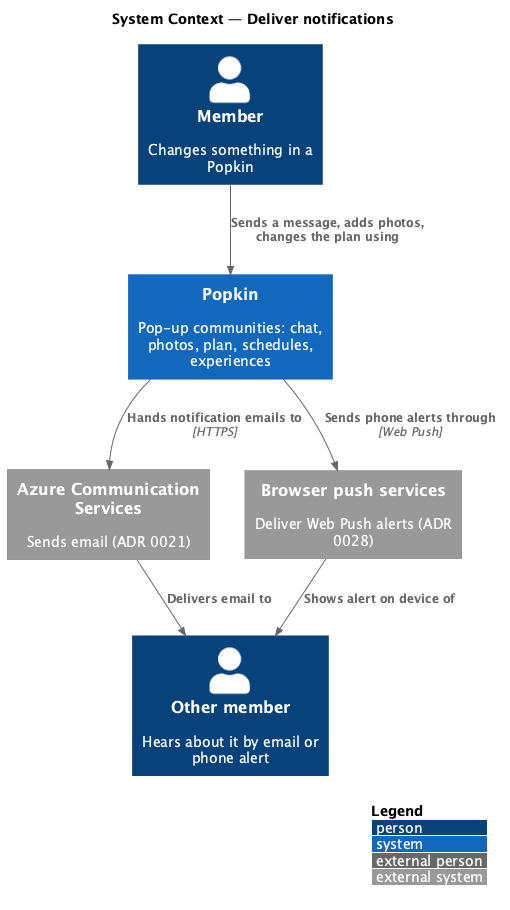 System Context — Deliver notifications
Member
Changes something in a
Popkin
Sends a message, adds photos,
changes the plan using
Popkin
Pop-up communities: chat,
photos, plan, schedules,
experiences
Hands notification emails to
[HTTPS]
Sends phone alerts through
[Web Push]
Azure Communication
Services
Sends email (ADR 0021)
Browser push services
Deliver Web Push alerts (ADR
0028)
Delivers email to
Shows alert on device of
Other member
Hears about it by email or
phone alert
Legend
person
system
external person
external system